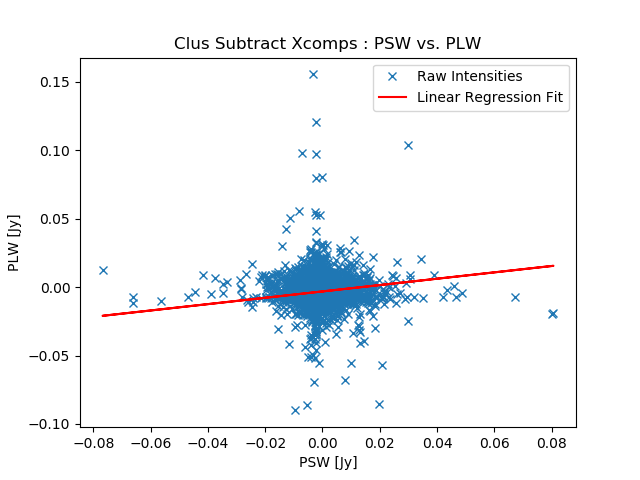 Clus Subtract Xcomps : PSW vs. PLW
Raw Intensities
Linear Regression Fit
PLW [Jy]
0.15
0.10
0.05
0.00
−0.05
−0.10
−0.08 −0.06 −0.04 −0.02 0.00 0.02 0.04 0.06 0.08
PSW [Jy]